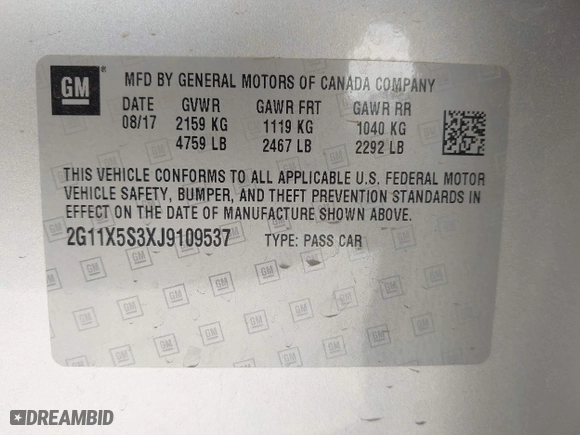 GM ® MFD BY GENERAL MOTORS OF CANADA COMPANY
DATE GVWR GAWR FRT GAWR RR
08/17 2159 KG 1119 KG 1040 KG
4759 LB 2467 LB 2292 LB
THIS VEHICLE CONFORMS TO ALL APPLICABLE U.S. FEDERAL MOTOR
VEHICLE SAFETY, BUMPER, AND THEFT PREVENTION STANDARDS IN
EFFECT ON THE DATE OF MANUFACTURE SHOWN ABOVE.
2G11X5S3XJ9109537 TYPE: PASS CAR
DREAMBID